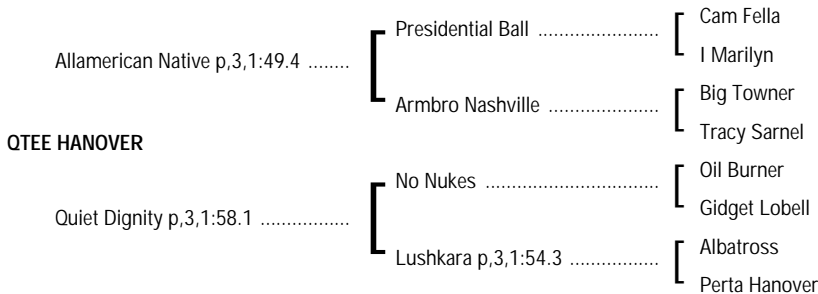 Cam Fella
Presidential Ball ........................
I Marilyn
Allamerican Native p,3,1:49.4 ........
Big Towner
Armbro Nashville .....................
Tracy Sarnel
QTEE HANOVER
Oil Burner
No Nukes .................................
Gidget Lobell
Quiet Dignity p,3,1:58.1 .................
Albatross
Lushkara p,3,1:54.3 .................
Perta Hanover